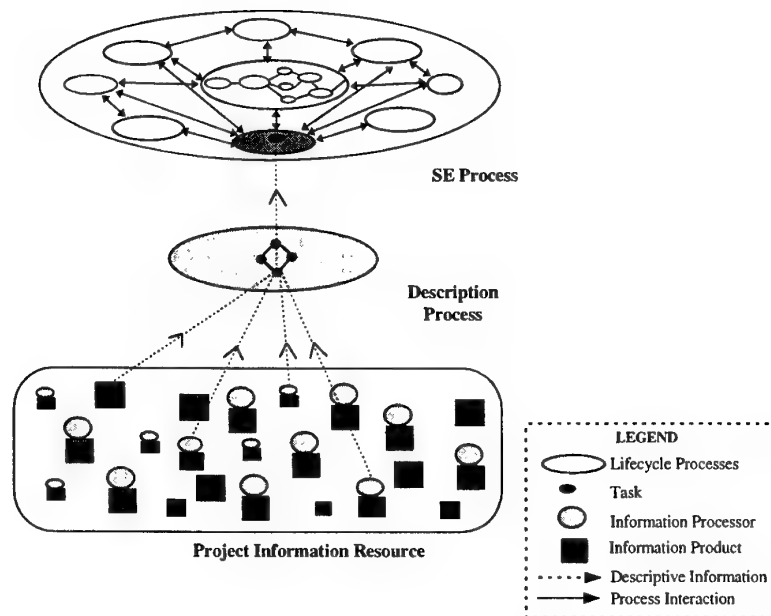 SE Process
Description
Process
Project Information Resource
LEGEND
Lifecycle Processes
Task
Information Processor
Information Product
Descriptive Information
Process Interaction